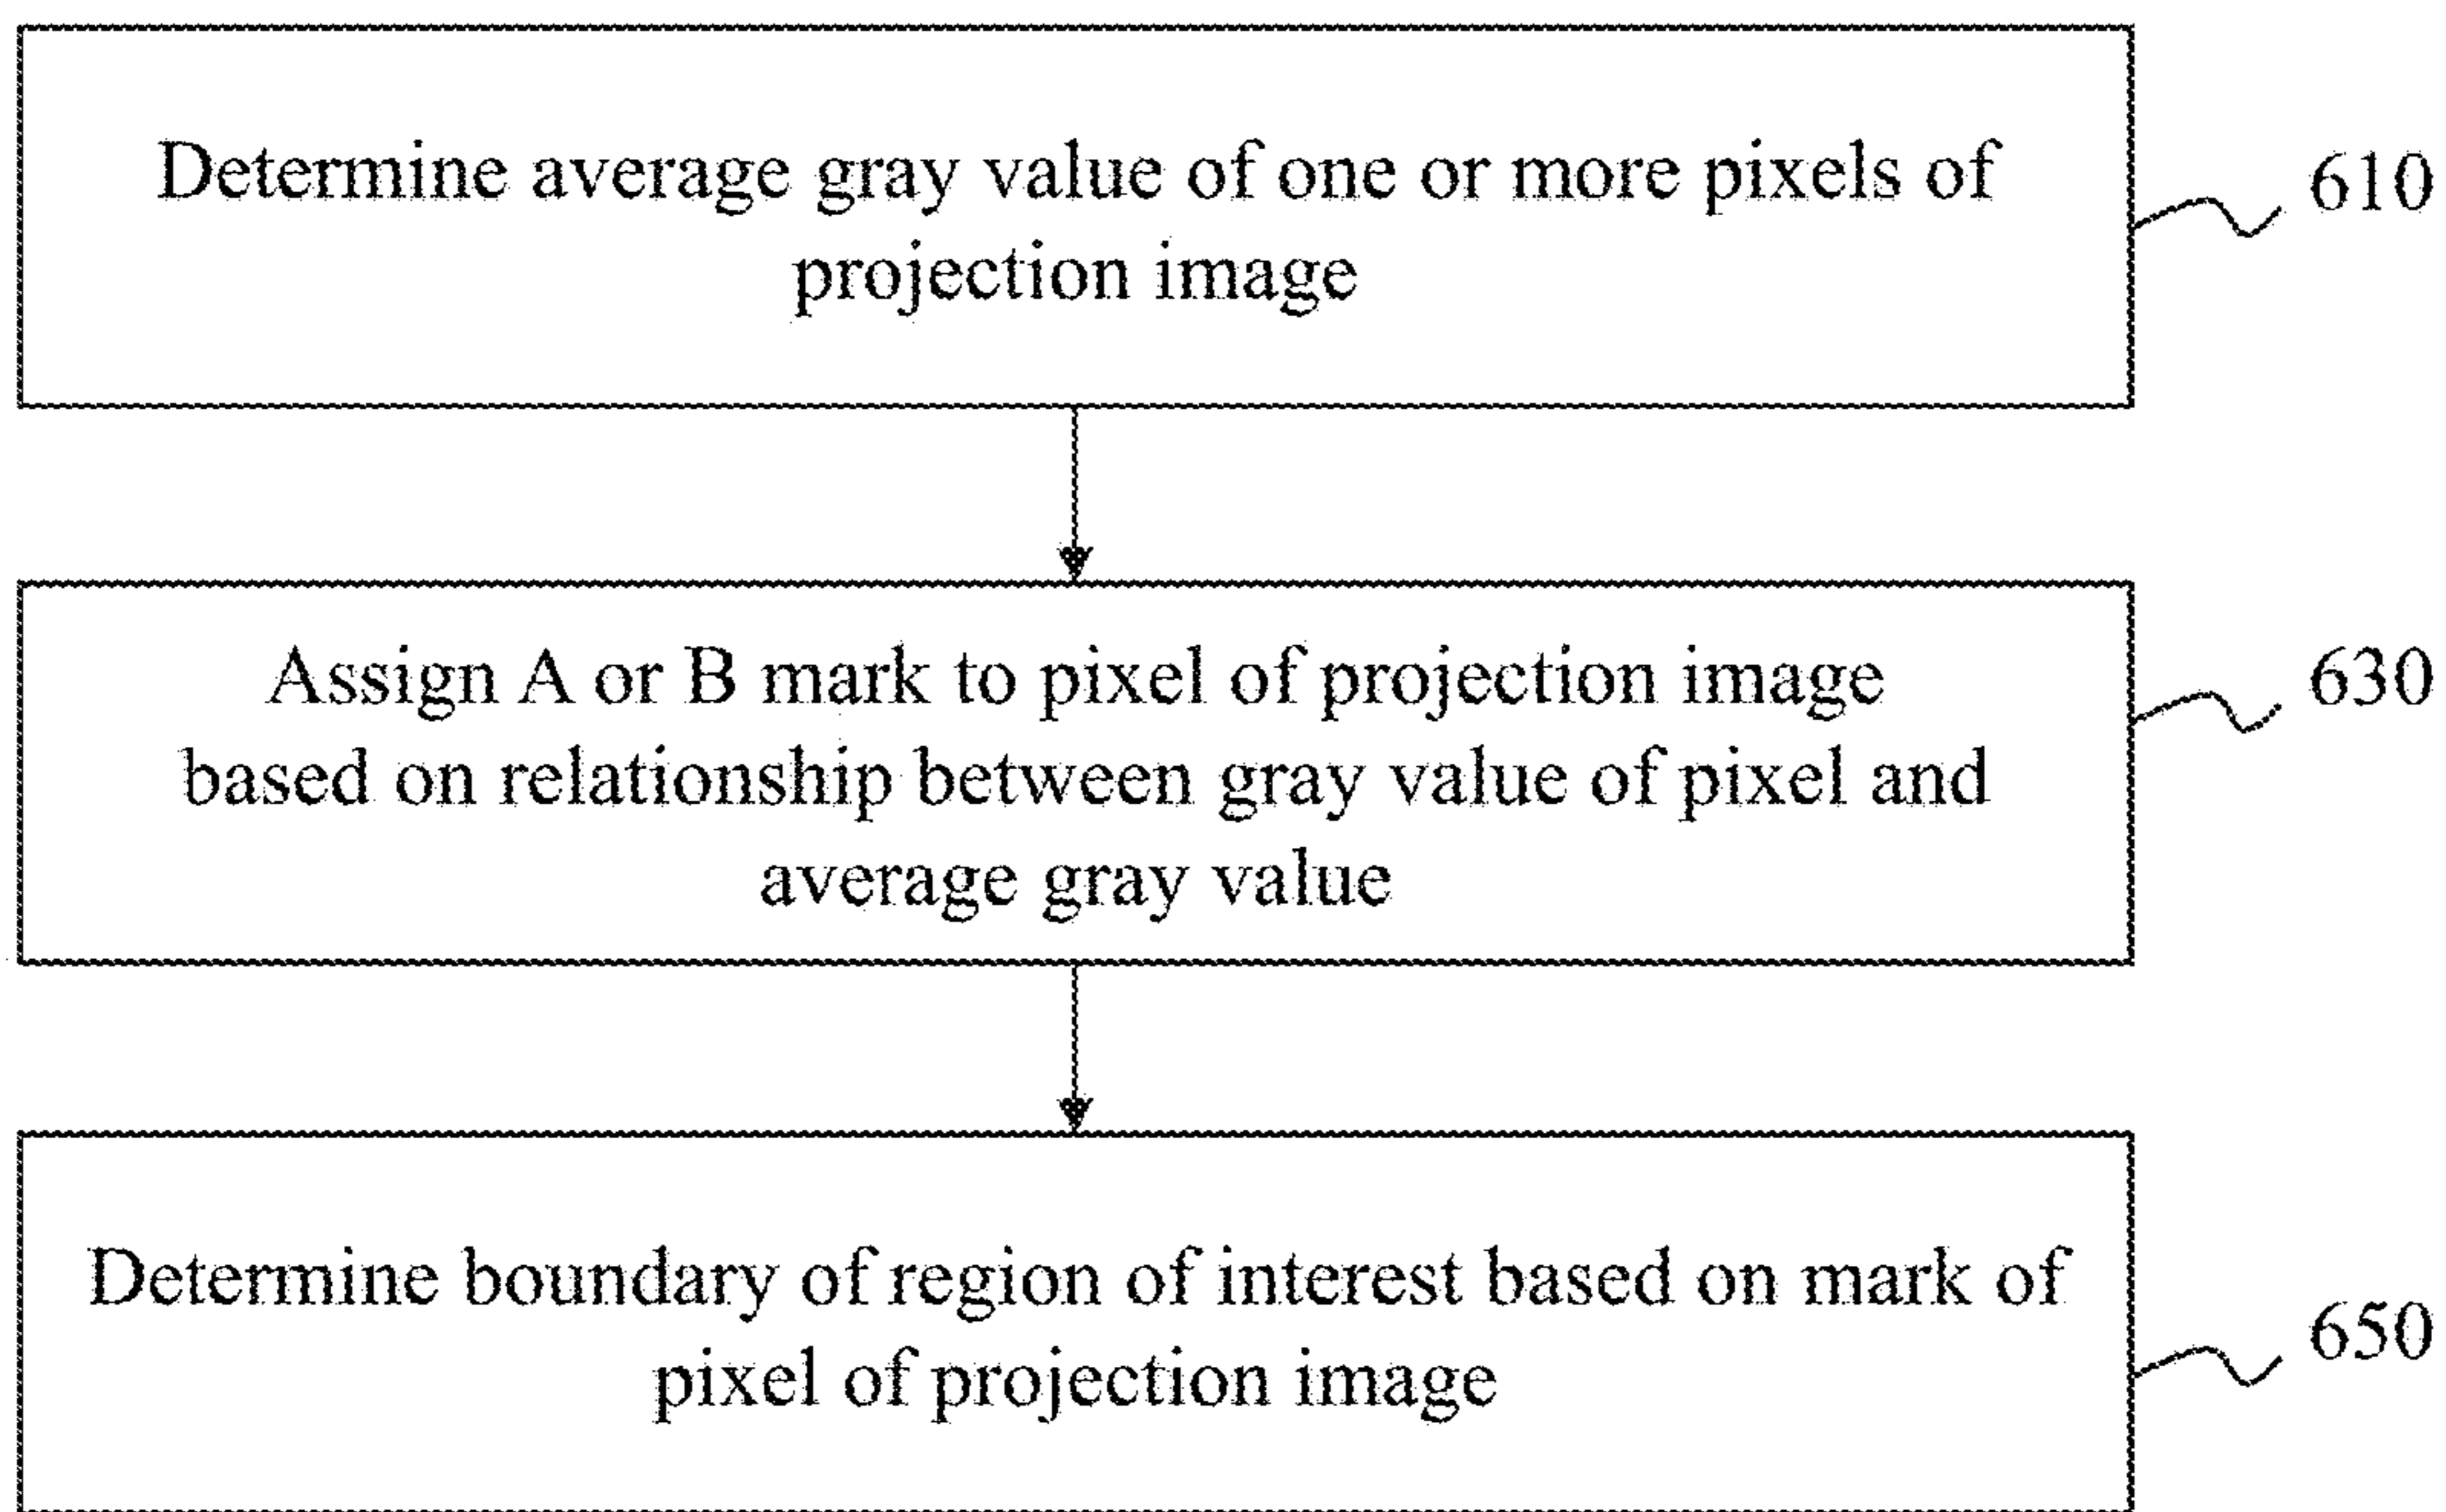 Determine average gray value of one or more pixels of
projection image
610
Assign A or B mark to pixel of projection image
based on relationship between gray value of pixel and
average gray value
630
Determine boundary of region of interest based on mark of
pixel of projection image
650